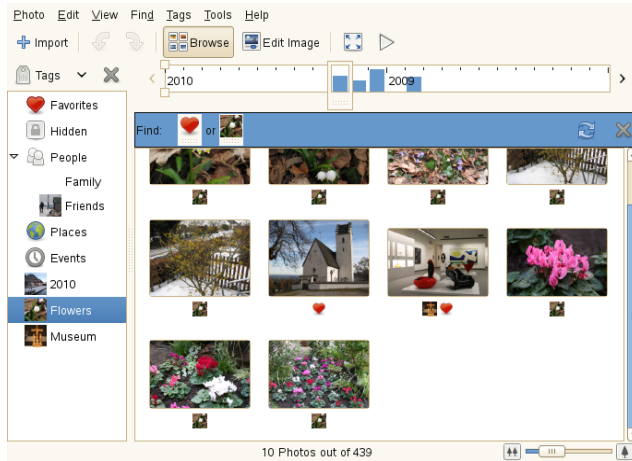 Photo Edit View Find Tags Tools Help
Import Browse Edit Image
Tags 2010 2009
Favorites
Find: or
Hidden
People
Family
Friends
Places
Events
2010
Flowers
Museum
10 Photos out of 439